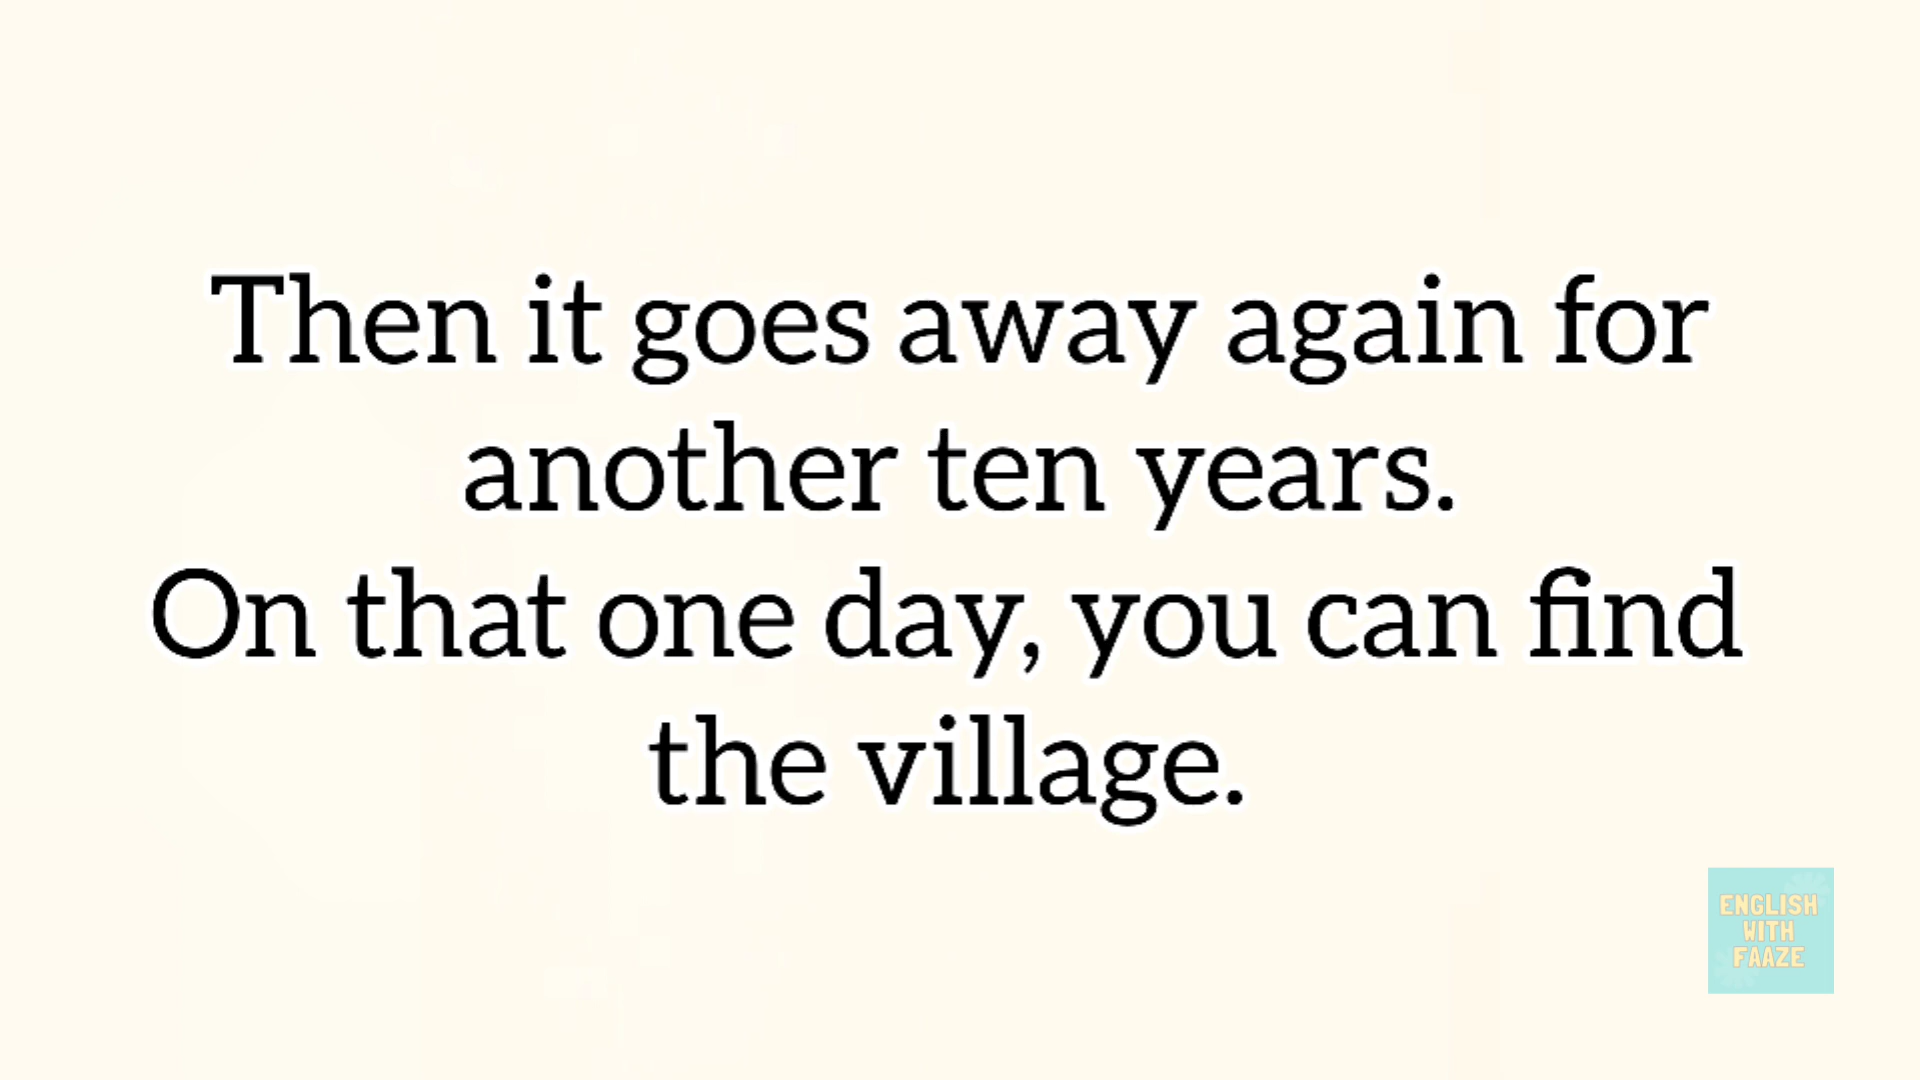 Then it goes away again for
another ten years.
On that one day, you can find
the village.
ENGLISH
WITH
FAAZE